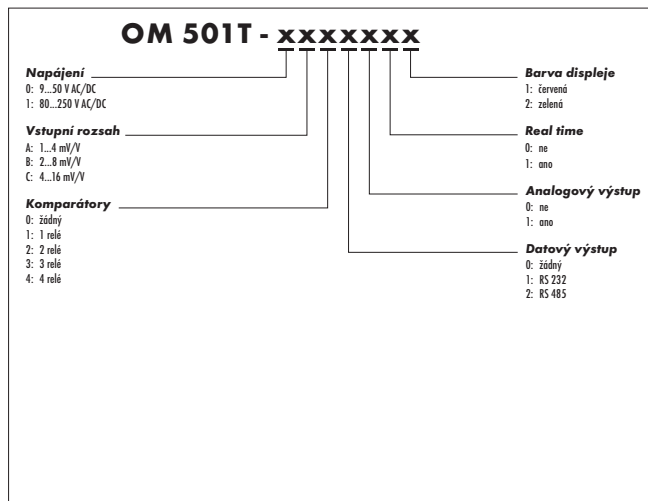 OM 501T - xxxxxxx
Napájení
0: 9...50 V AC/DC
1: 80...250 V AC/DC
Vstupní rozsah
A: 1...4 mV/V
B: 2...8 mV/V
C: 4...16 mV/V
Komparátory
0: žádný
1: 1 relé
2: 2 relé
3: 3 relé
4: 4 relé
Barva displeje
1: červená
2: zelená
Real time
0: ne
1: ano
Analogový výstup
0: ne
1: ano
Datový výstup
0: žádný
1: RS 232
2: RS 485